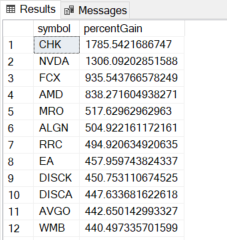 Results Messages
symbol percentGain
1 CHK 1785.5421686747
2 NVDA 1306.09202851588
3 FCX 935.543766578249
4 AMD 838.271604938271
5 MRO 517.62962962963
6 ALGN 504.922161172161
7 RRC 494.920634920635
8 EA 457.959743824337
9 DISCK 450.753110674525
10 DISCA 447.633681622618
11 AVGO 442.650142993327
12 WMB 440.497335701599